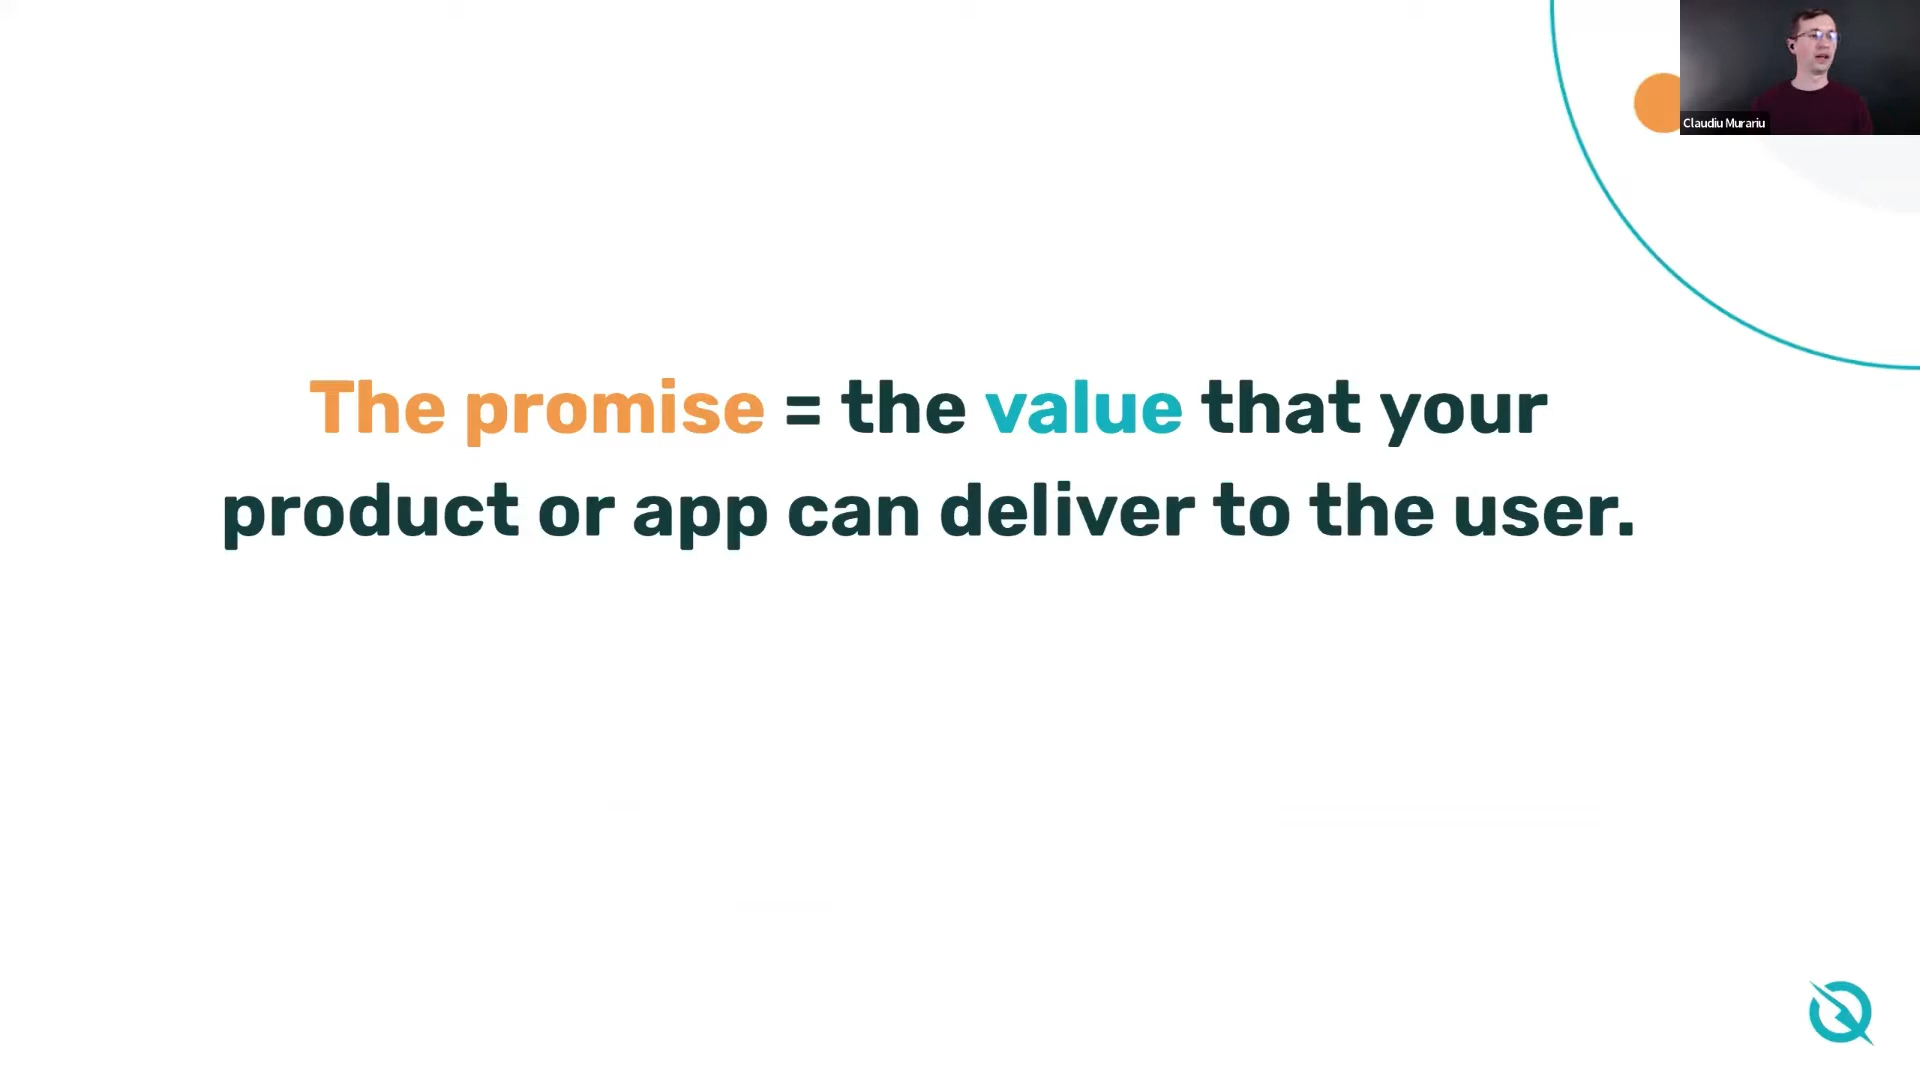 Claudiu Murariu
The promise = the value that your
product or app can deliver to the user.